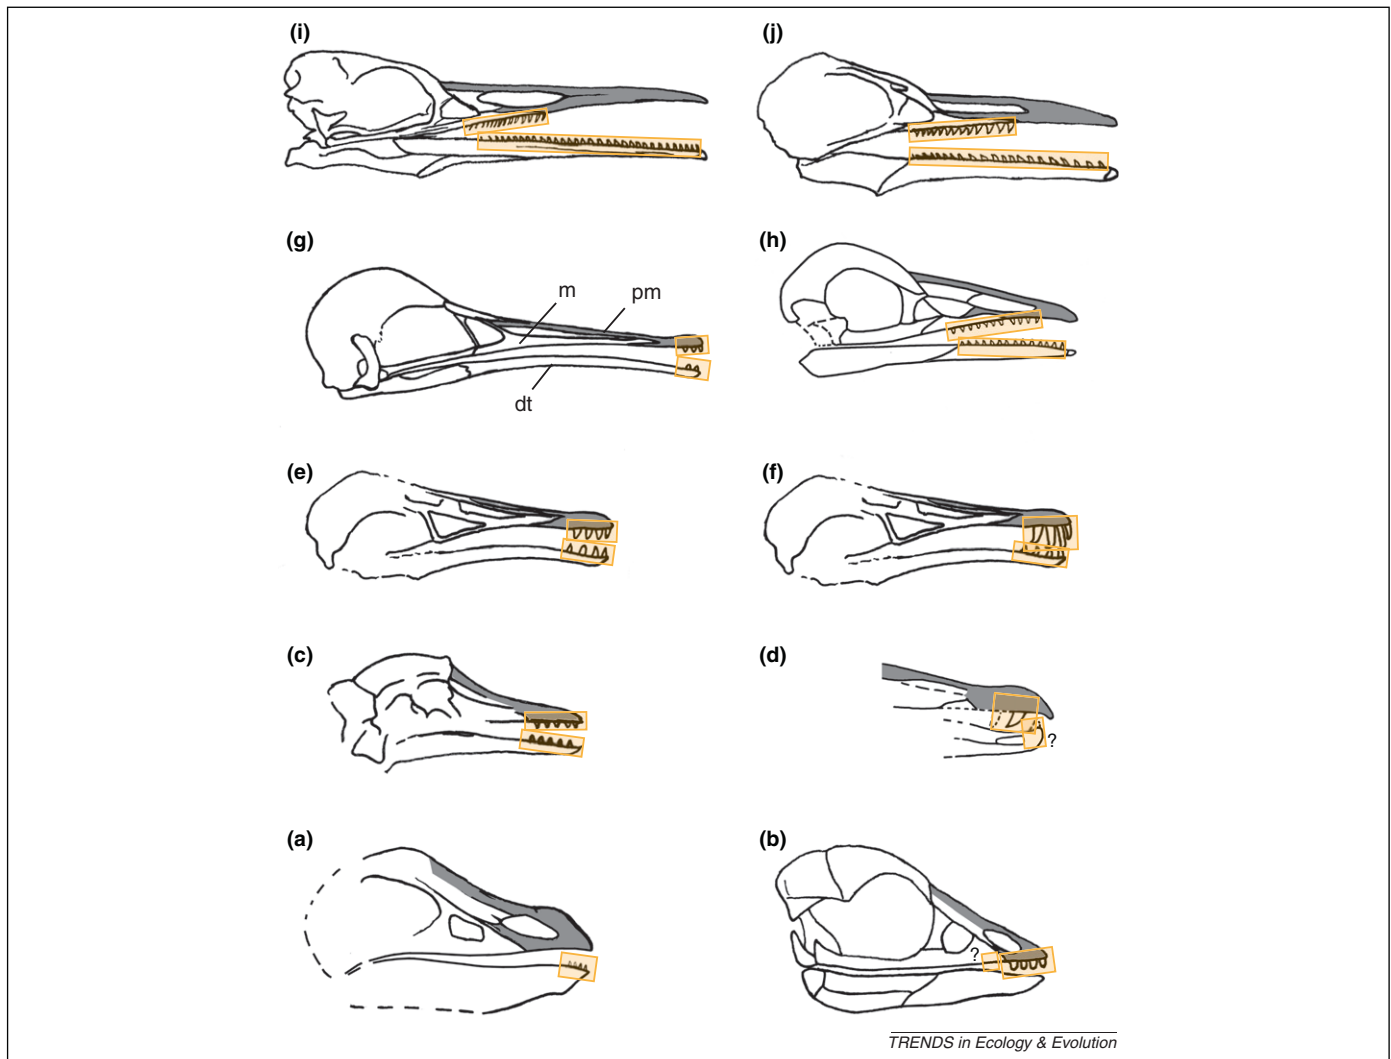 (i)
(j)
(g)
(h)
m
pm
dt
(e)
(f)
(c)
(d)
?
(a)
(b)
?
TRENDS in Ecology & Evolution